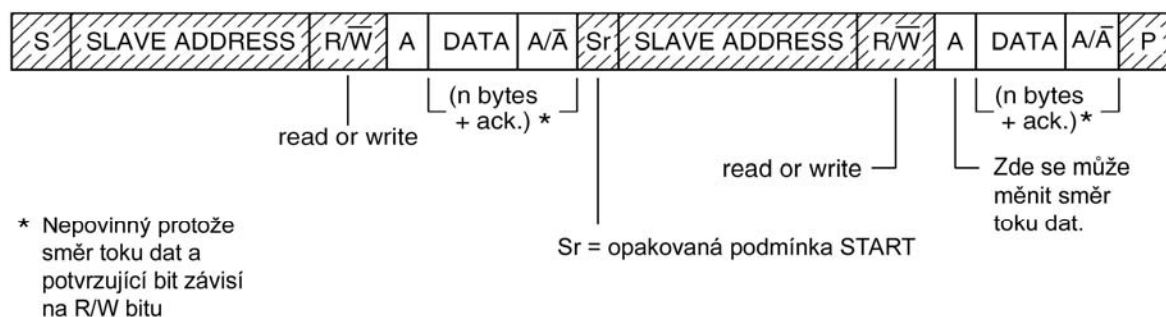 S SLAVE ADDRESS R/W̅ A DATA A/A̅ Sr SLAVE ADDRESS R/W̅ A DATA A/A̅ P
(n bytes
+ ack.) *
read or write
(n bytes
+ ack.) *
read or write
Zde se může
měnit směr
toku dat.
Sr = opakovaná podmínka START
* Nepovinný protože
směr toku dat a
potvrzující bit závisí
na R/W bitu